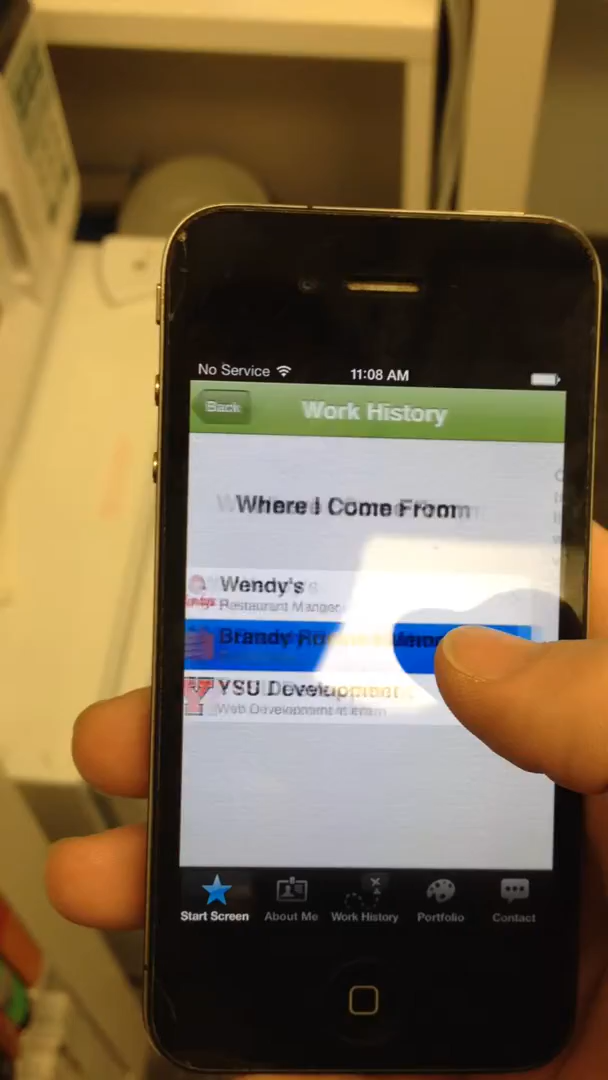 No Service
11:08 AM
Back
Work History
Where I Come From
Wendy's
Restaurant Manger
Brandy
YSU Development
Web Development Intern
Start Screen
About Me
Work History
Portfolio
Contact